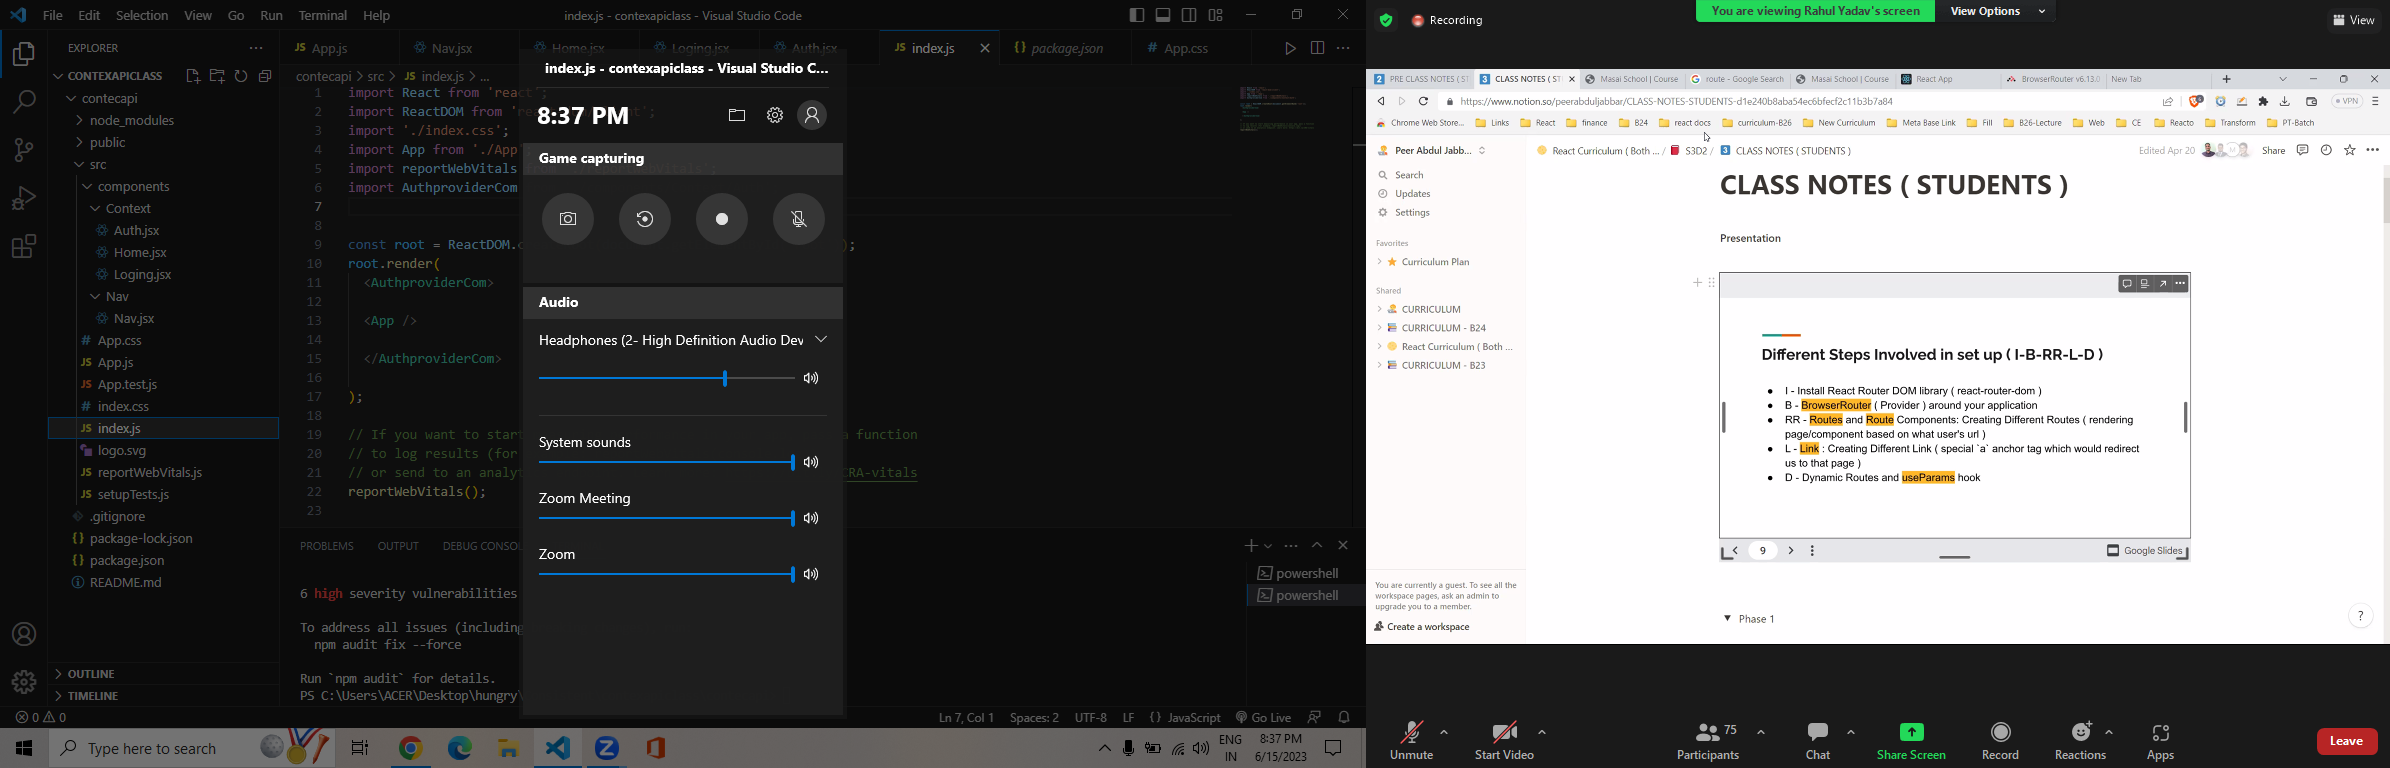 File Edit Selection View Go Run Terminal Help
index.js - contexapiclass - Visual Studio Code
EXPLORER
CONTEXAPICLASS
contecapi
node_modules
public
src
components
Context
Auth.jsx
Home.jsx
Loging.jsx
Nav
Nav.jsx
App.css
App.js
App.test.js
index.css
index.js
logo.svg
reportWebVitals.js
setupTests.js
.gitignore
package-lock.json
package.json
README.md
OUTLINE
TIMELINE
App.js Nav.jsx Home.jsx Loging.jsx Auth.jsx index.js package.json App.css
contecapi > src > JS index.js > ...
1 import React from 'react';
2 import ReactDOM from
3 import './index.css';
4 import App from './App
5 import reportWebVitals
6 import AuthproviderCom
7
8
9 const root = ReactDOM. );
10 root.render(
11 <AuthproviderCom>
12
13 <App />
14
15 </AuthproviderCom>
16
17 );
18
19 // If you want to start a function
20 // to log results (for
21 // or send to an analyt CRA-vitals
22 reportWebVitals();
23
PROBLEMS OUTPUT DEBUG CONSO
6 high severity vulnerabilities
To address all issues (including
npm audit fix --force
Run `npm audit` for details.
PS C:\Users\ACER\Desktop\hungry\
powershell
powershell
index.js - contexapiclass - Visual Studio C...
8:37 PM
Game capturing
Audio
Headphones (2- High Definition Audio Dev
System sounds
Zoom Meeting
Zoom
0 0
Ln 7, Col 1 Spaces: 2 UTF-8 LF {} JavaScript Go Live
Type here to search
ENG
IN
8:37 PM
6/15/2023
Recording
You are viewing Rahul Yadav's screen View Options
View
PRE CLASS NOTES ( ST CLASS NOTES ( ST Masai School | Course route - Google Search Masai School | Course React App BrowserRouter v6.13.0 New Tab
https://www.notion.so/peerabduljabbar/CLASS-NOTES-STUDENTS-d1e240b8aba54ec6bfecf2c11b3b7a84
VPN
Chrome Web Store... Links React finance B24 react docs curriculum-B26 New Curriculum Meta Base Link Fill B26-Lecture Web CE Reacto Transform PT-Batch
Peer Abdul Jabb...
Search
Updates
Settings
Favorites
Curriculum Plan
Shared
CURRICULUM
CURRICULUM - B24
React Curriculum ( Both ...
CURRICULUM - B23
You are currently a guest. To see all the
workspace pages, ask an admin to
upgrade you to a member.
Create a workspace
React Curriculum ( Both ... / S3D2 / CLASS NOTES ( STUDENTS )
Edited Apr 20 Share
CLASS NOTES ( STUDENTS )
Presentation
Different Steps Involved in set up ( I-B-RR-L-D )
● I - Install React Router DOM library ( react-router-dom )
● B - BrowserRouter ( Provider ) around your application
● RR - Routes and Route Components: Creating Different Routes ( rendering
page/component based on what user's url )
● L - Link : Creating Different Link ( special `a` anchor tag which would redirect
us to that page )
● D - Dynamic Routes and useParams hook
9
Google Slides
Phase 1
?
Unmute Start Video Participants 75 Chat Share Screen Record Reactions Apps Leave